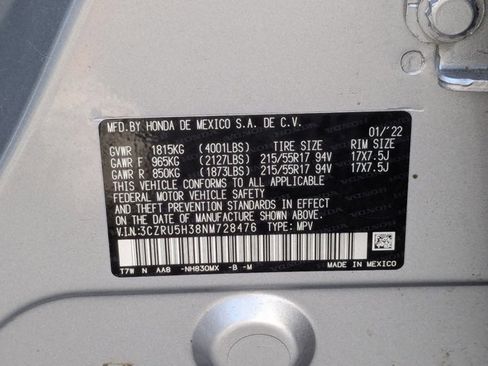 MFD.BY HONDA DE MEXICO S.A. DE C.V.
01/'22
GVWR 1815KG (4001LBS) TIRE SIZE RIM SIZE
GAWR F 965KG (2127LBS) 215/55R17 94V 17X7.5J
GAWR R 850KG (1873LBS) 215/55R17 94V 17X7.5J
THIS VEHICLE CONFORMS TO ALL APPLICABLE
FEDERAL MOTOR VEHICLE SAFETY AND
THEFT PREVENTION STANDARDS IN EFFECT ON
THE DATE OF MANUFACTURE SHOWN ABOVE.
V.I.N:3CZRU5H38NM728476 TYPE: MPV
T7W N AA8 -NH830MX -B -M
MADE IN MEXICO